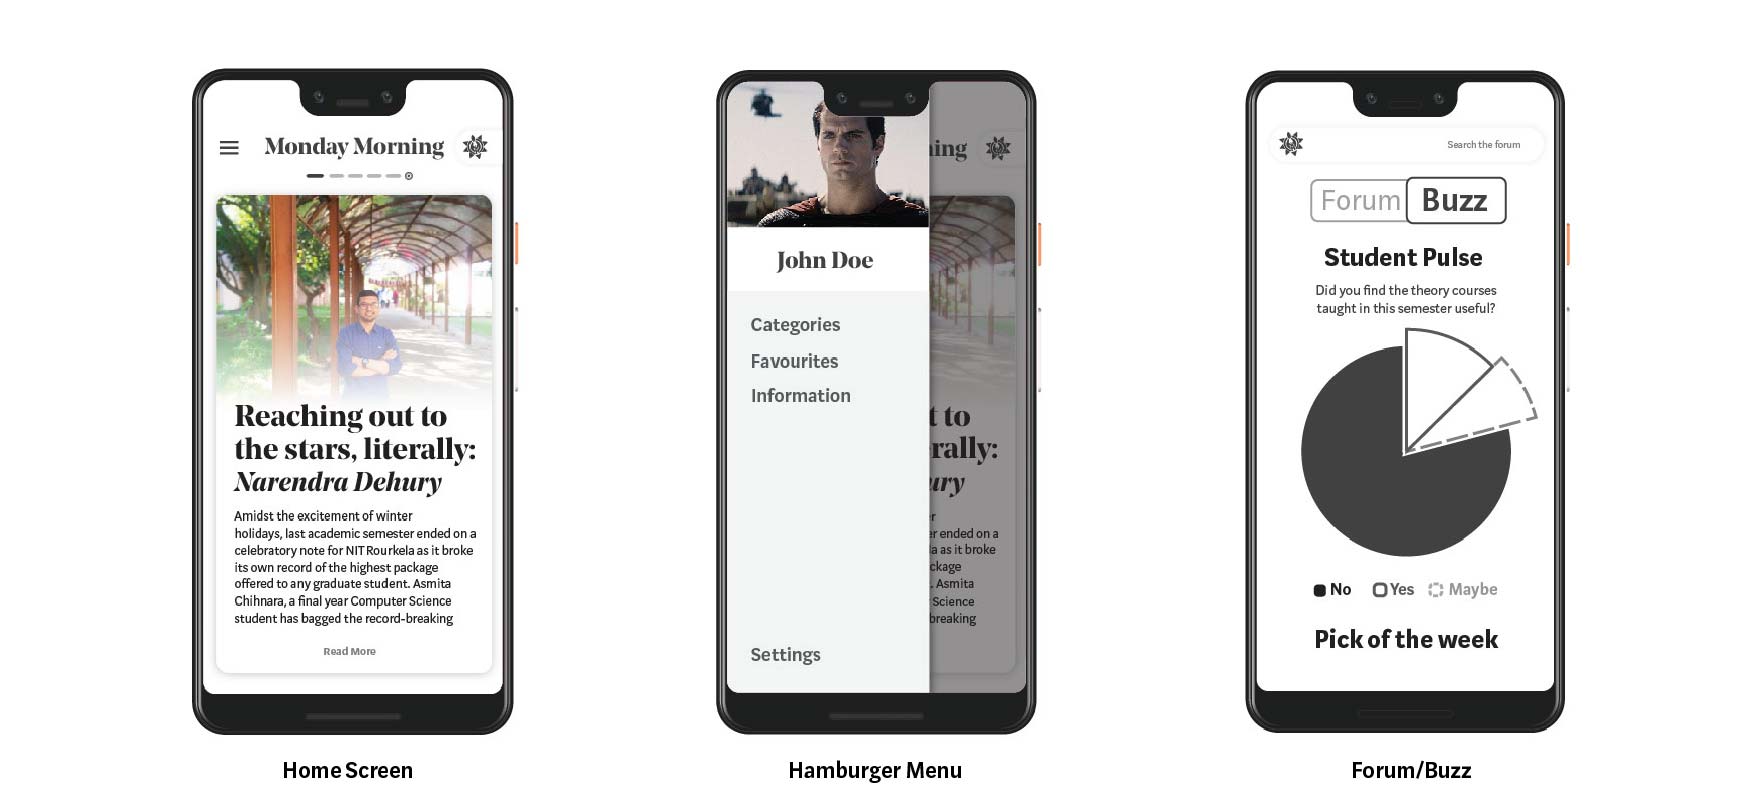 Monday Morning
Reaching out to
the stars, literally:
Narendra Dehury
Amidst the excitement of winter
holidays, last academic semester ended on a
celebratory note for NIT Rourkela as it broke
its own record of the highest package
offered to any graduate student. Asmita
Chihnara, a final year Computer Science
student has bagged the record-breaking
Read More
Home Screen
ning
John Doe
Categories
Favourites
Information
Settings
t to
rally:
ury
r
er ended on a
la as it broke
ckage
. Asmita
Science
breaking
Hamburger Menu
Search the forum
Forum Buzz
Student Pulse
Did you find the theory courses
taught in this semester useful?
No Yes Maybe
Pick of the week
Forum/Buzz